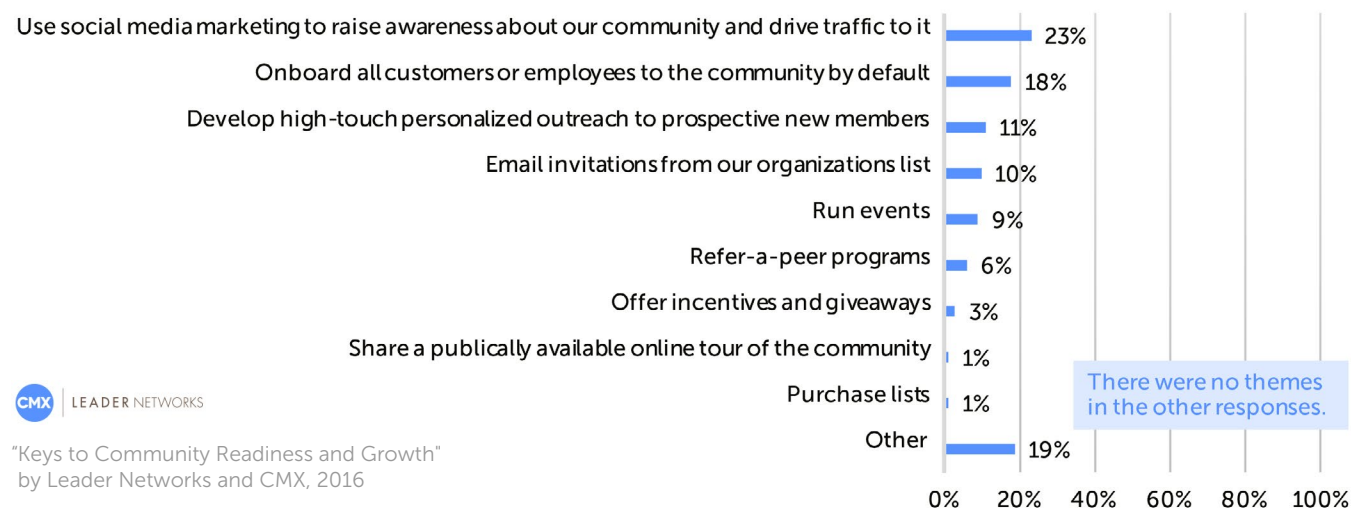 Use social media marketing to raise awareness about our community and drive traffic to it 23%
Onboard all customers or employees to the community by default 18%
Develop high-touch personalized outreach to prospective new members 11%
Email invitations from our organizations list 10%
Run events 9%
Refer-a-peer programs 6%
Offer incentives and giveaways 3%
Share a publically available online tour of the community 1%
Purchase lists 1%
Other 19%
There were no themes
in the other responses.
CMX LEADER NETWORKS
“Keys to Community Readiness and Growth"
by Leader Networks and CMX, 2016
0% 20% 40% 60% 80% 100%